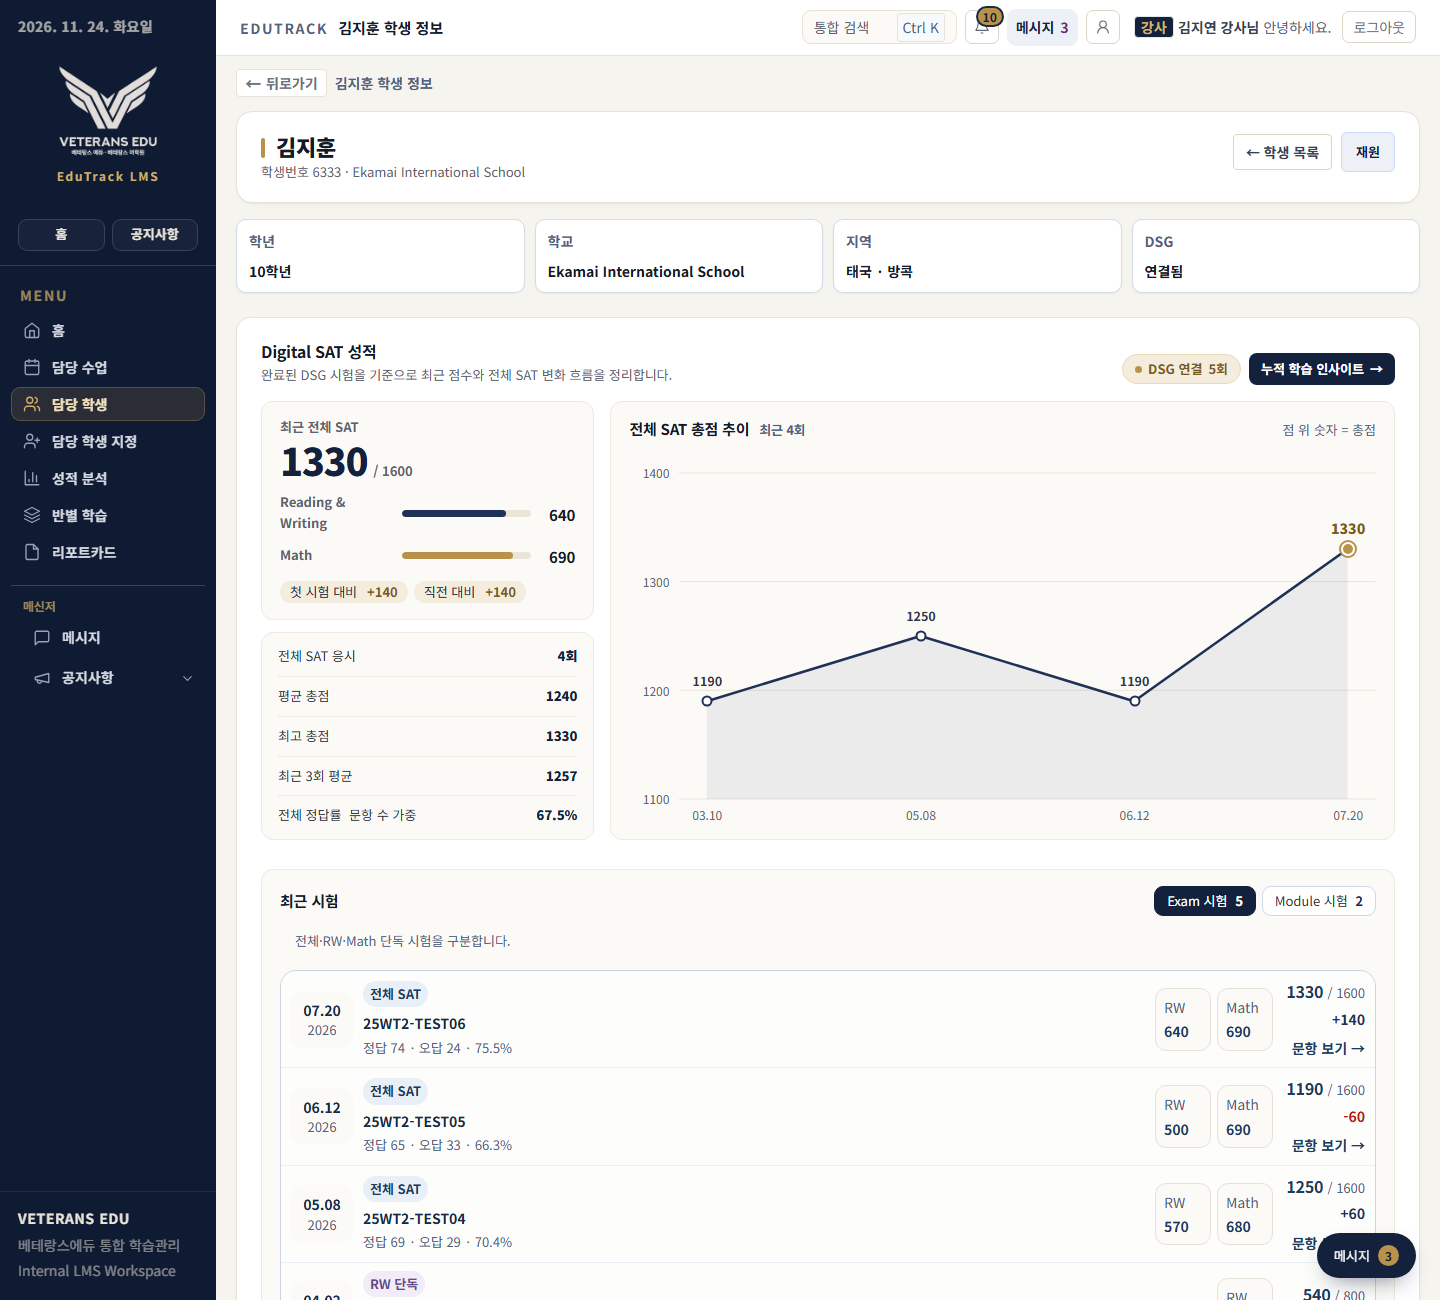 2026. 11. 24. 화요일
VETERANS EDU
EduTrack LMS
홈
공지사항
MENU
홈
담당 수업
담당 학생
담당 학생 지정
성적 분석
반별 학습
리포트카드
메신저
메시지
공지사항
VETERANS EDU
베테랑스에듀 통합 학습관리
Internal LMS Workspace
EDUTRACK 김지훈 학생 정보
통합 검색 Ctrl K
10
메시지 3
강사 김지연 강사님 안녕하세요.
로그아웃
← 뒤로가기 김지훈 학생 정보
김지훈
학생번호 6333 · Ekamai International School
← 학생 목록
재원
학년
10학년
학교
Ekamai International School
지역
태국 · 방콕
DSG
연결됨
Digital SAT 성적
완료된 DSG 시험을 기준으로 최근 점수와 전체 SAT 변화 흐름을 정리합니다.
DSG 연결 5회
누적 학습 인사이트 →
최근 전체 SAT
1330 / 1600
Reading &
Writing
640
Math
690
첫 시험 대비 +140
직전 대비 +140
전체 SAT 응시 4회
평균 총점 1240
최고 총점 1330
최근 3회 평균 1257
전체 정답률 문항 수 가중 67.5%
전체 SAT 총점 추이 최근 4회
점 위 숫자 = 총점
1400
1300
1200
1100
1190
1250
1190
1330
03.10
05.08
06.12
07.20
최근 시험
Exam 시험 5
Module 시험 2
전체·RW·Math 단독 시험을 구분합니다.
07.20
2026
전체 SAT
25WT2-TEST06
정답 74 · 오답 24 · 75.5%
RW
640
Math
690
1330 / 1600
+140
문항 보기 →
06.12
2026
전체 SAT
25WT2-TEST05
정답 65 · 오답 33 · 66.3%
RW
500
Math
690
1190 / 1600
-60
문항 보기 →
05.08
2026
전체 SAT
25WT2-TEST04
정답 69 · 오답 29 · 70.4%
RW
570
Math
680
1250 / 1600
+60
문항
메시지 3
04.02
RW 단독
RW
540 / 800